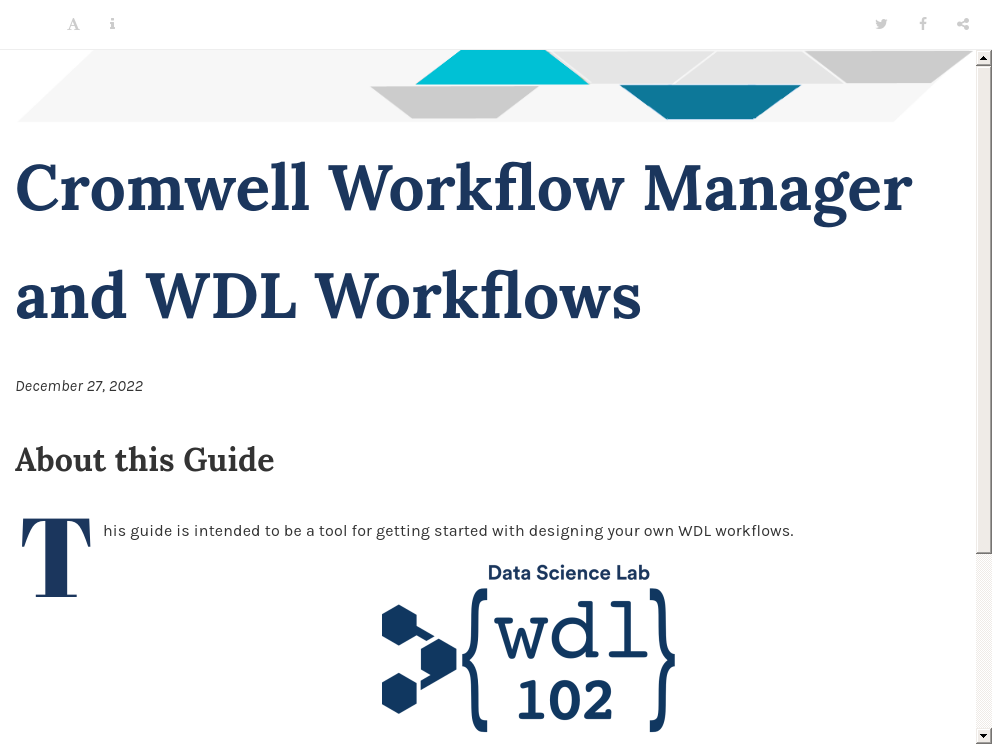 Cromwell Workflow Manager
and WDL Workflows
December 27, 2022
About this Guide
This guide is intended to be a tool for getting started with designing your own WDL workflows.
Data Science Lab
{wdl}
102